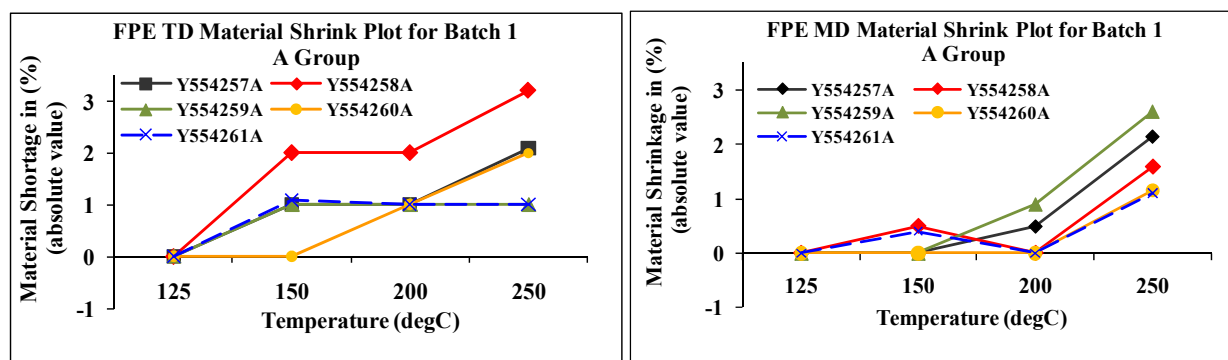 FPE TD Material Shrink Plot for Batch 1
A Group
Y554257A
Y554258A
Y554259A
Y554260A
Y554261A
Material Shortage in (%)
(absolute value)
3
2
1
0
-1
125
150
200
250
Temperature (degC)
FPE MD Material Shrink Plot for Batch 1
A Group
Y554257A
Y554258A
Y554259A
Y554260A
Y554261A
Material Shrinkage in (%)
(absolute value)
3
2
1
0
-1
125
150
200
250
Temperature (degC)